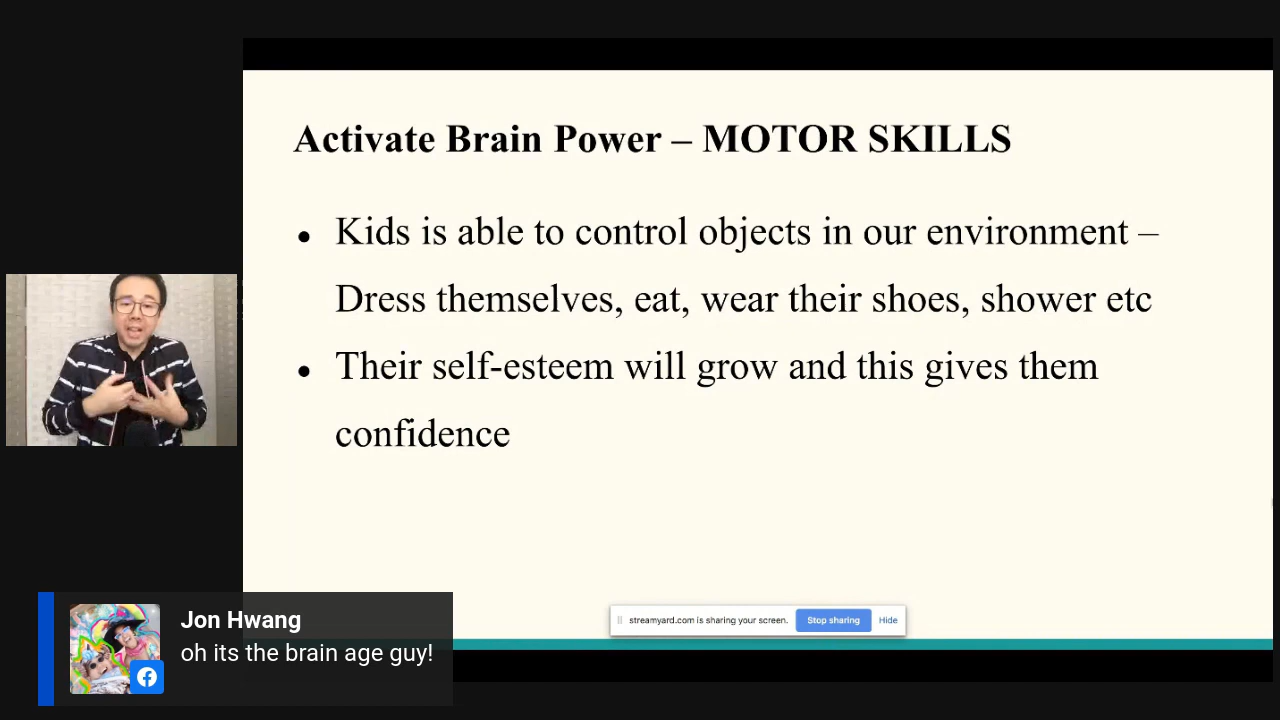 Activate Brain Power – MOTOR SKILLS
• Kids is able to control objects in our environment –
Dress themselves, eat, wear their shoes, shower etc
• Their self-esteem will grow and this gives them
confidence
streamyard.com is sharing your screen. Stop sharing Hide
Jon Hwang
oh its the brain age guy!